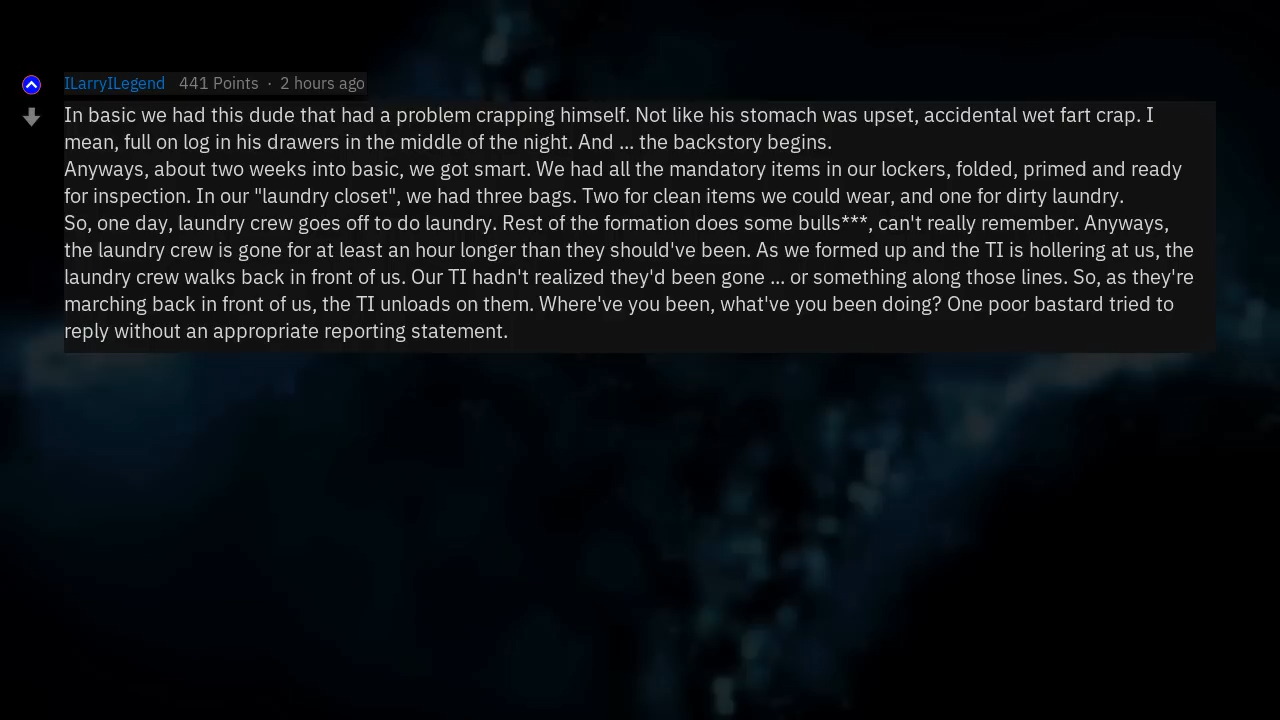 ILarryILegend 441 Points · 2 hours ago
In basic we had this dude that had a problem crapping himself. Not like his stomach was upset, accidental wet fart crap. I
mean, full on log in his drawers in the middle of the night. And ... the backstory begins.
Anyways, about two weeks into basic, we got smart. We had all the mandatory items in our lockers, folded, primed and ready
for inspection. In our "laundry closet", we had three bags. Two for clean items we could wear, and one for dirty laundry.
So, one day, laundry crew goes off to do laundry. Rest of the formation does some bulls***, can't really remember. Anyways,
the laundry crew is gone for at least an hour longer than they should've been. As we formed up and the TI is hollering at us, the
laundry crew walks back in front of us. Our TI hadn't realized they'd been gone ... or something along those lines. So, as they're
marching back in front of us, the TI unloads on them. Where've you been, what've you been doing? One poor bastard tried to
reply without an appropriate reporting statement.